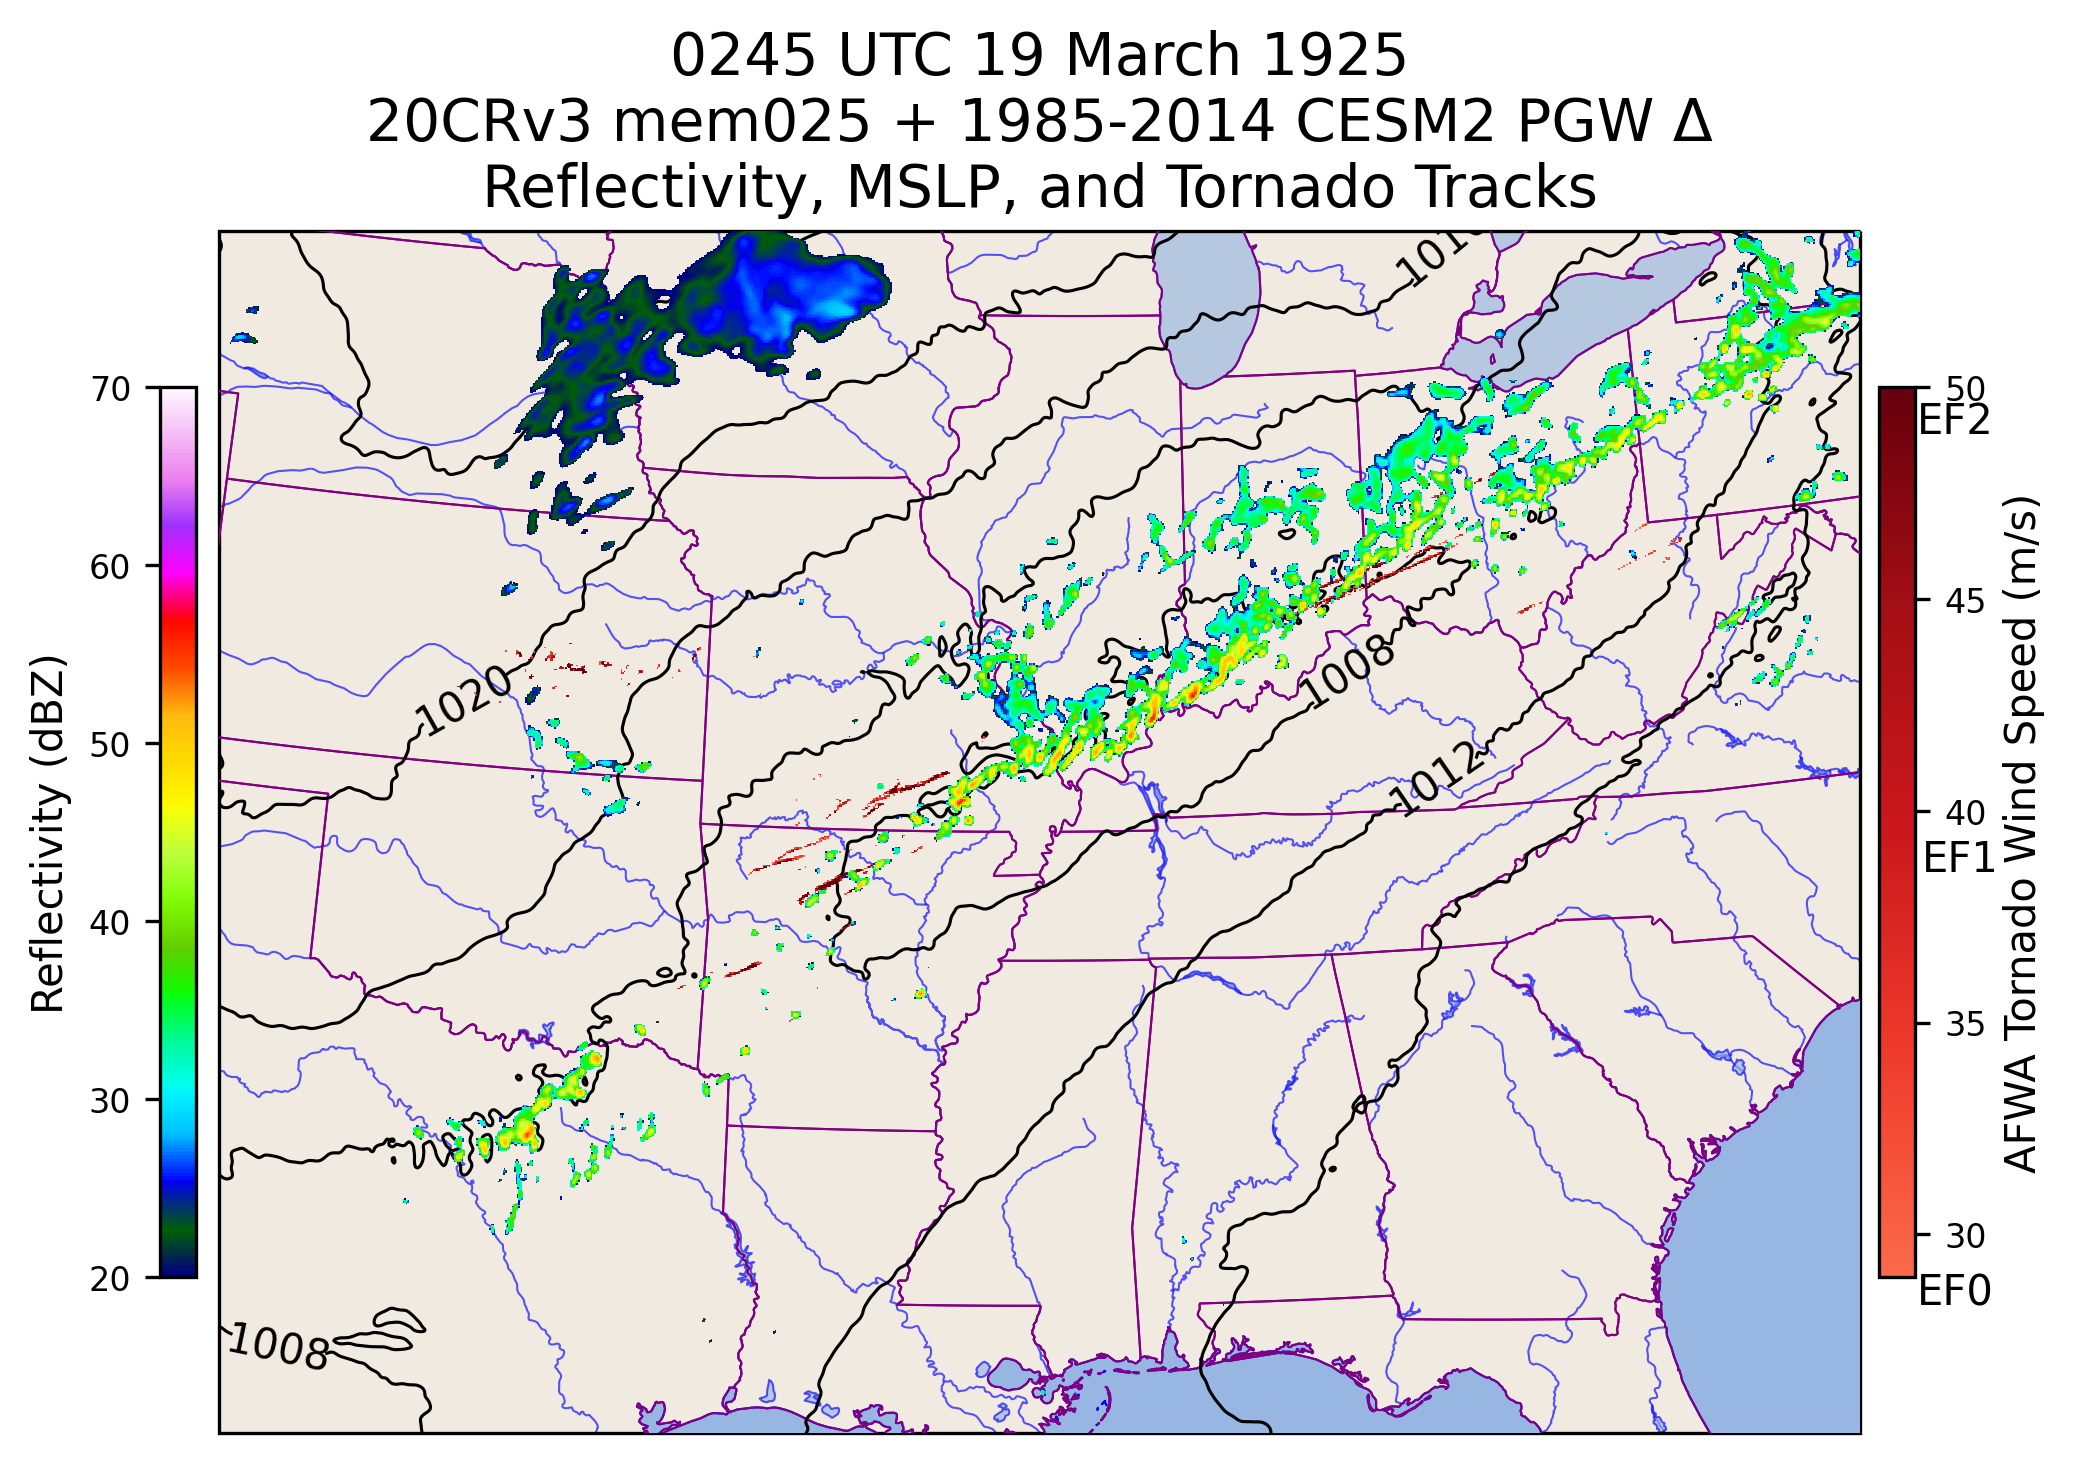 0245 UTC 19 March 1925
20CRv3 mem025 + 1985-2014 CESM2 PGW Δ
Reflectivity, MSLP, and Tornado Tracks
Reflectivity (dBZ)
70
60
50
40
30
20
1020
1008
1012
1008
50
EF2
45
40
EF1
35
30
EF0
AFWA Tornado Wind Speed (m/s)